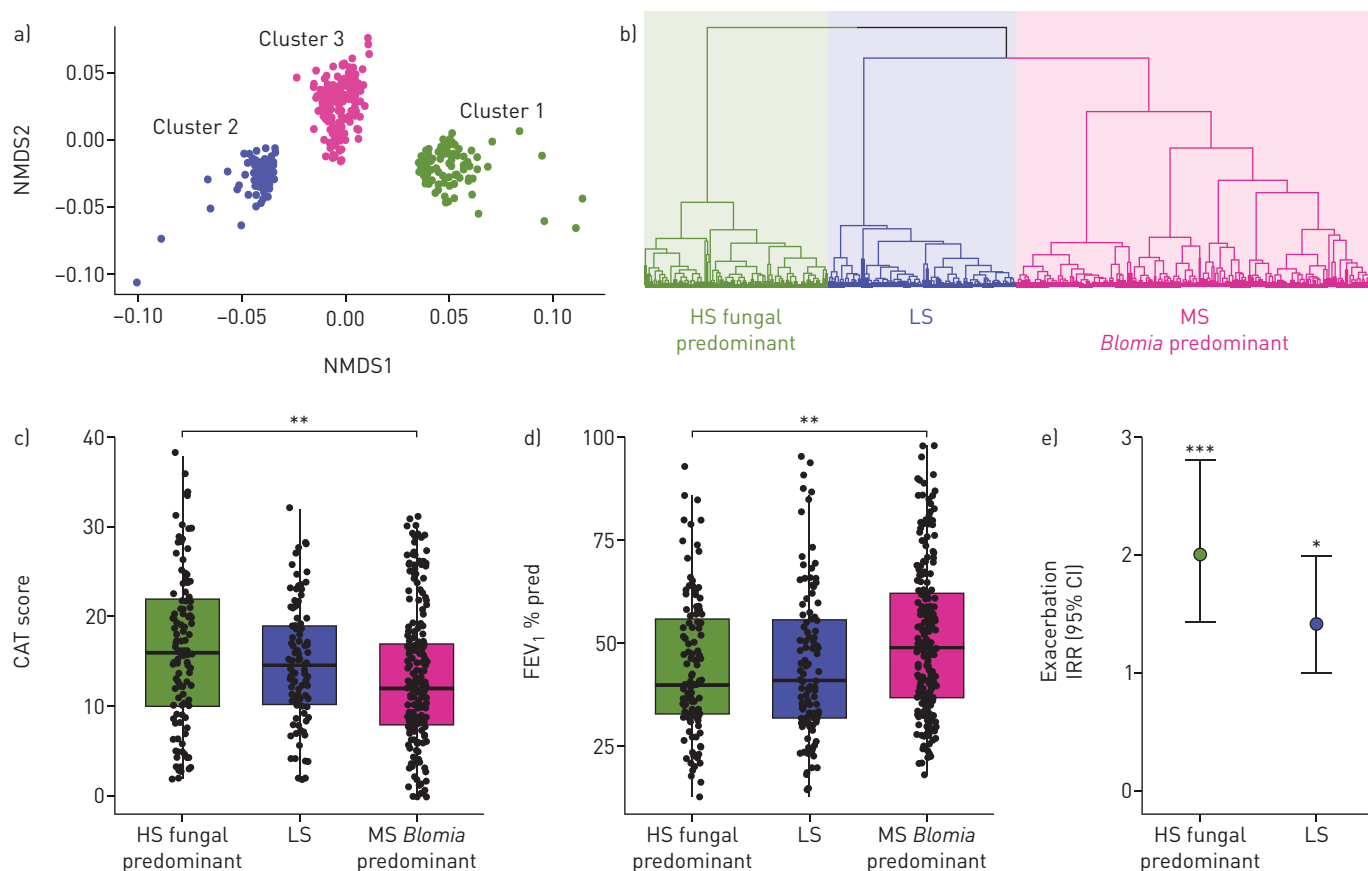 a)
Cluster 3
Cluster 1
Cluster 2
NMDS2
0.05
0.00
−0.05
−0.10
−0.10
−0.05
0.00
0.05
0.10
NMDS1
b)
HS fungal
predominant
LS
MS
Blomia predominant
c)
**
CAT score
40
30
20
10
0
HS fungal
predominant
LS
MS Blomia
predominant
d)
**
FEV₁ % pred
100
75
50
25
HS fungal
predominant
LS
MS Blomia
predominant
e)
Exacerbation
IRR (95% CI)
3
2
1
0
***
*
HS fungal
predominant
LS